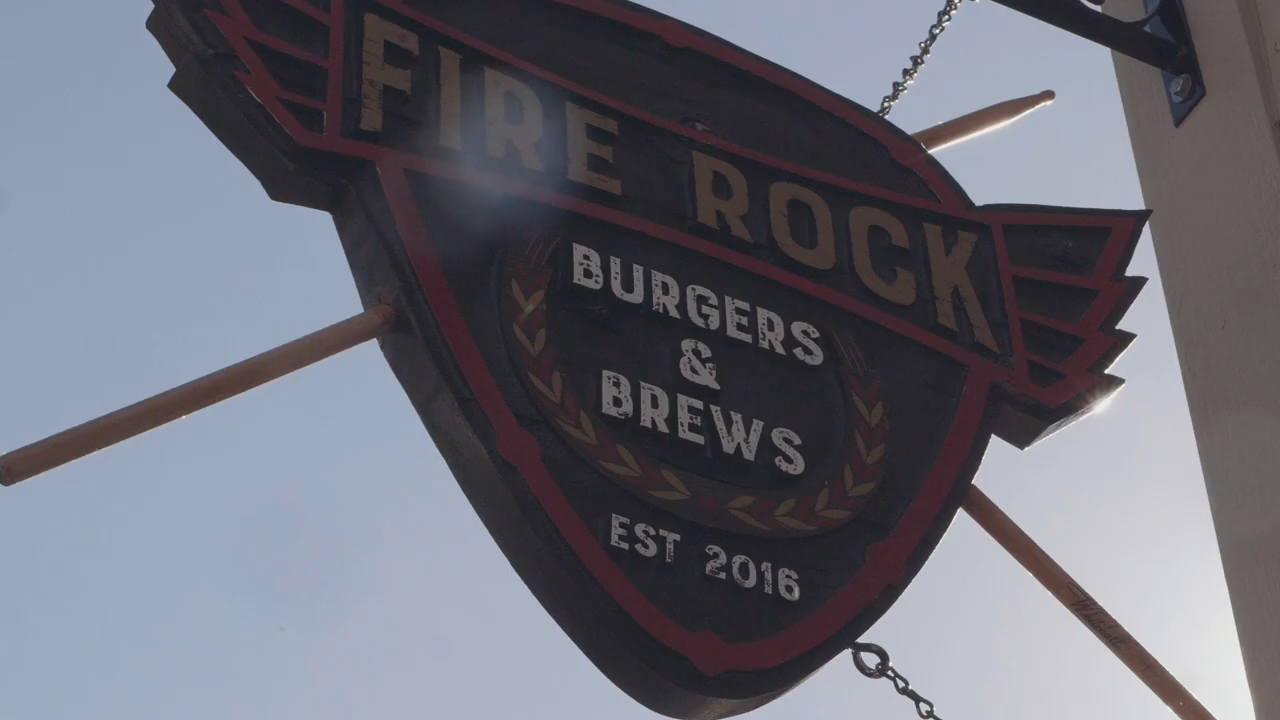 FIRE ROCK
BURGERS
&
BREWS
EST 2016